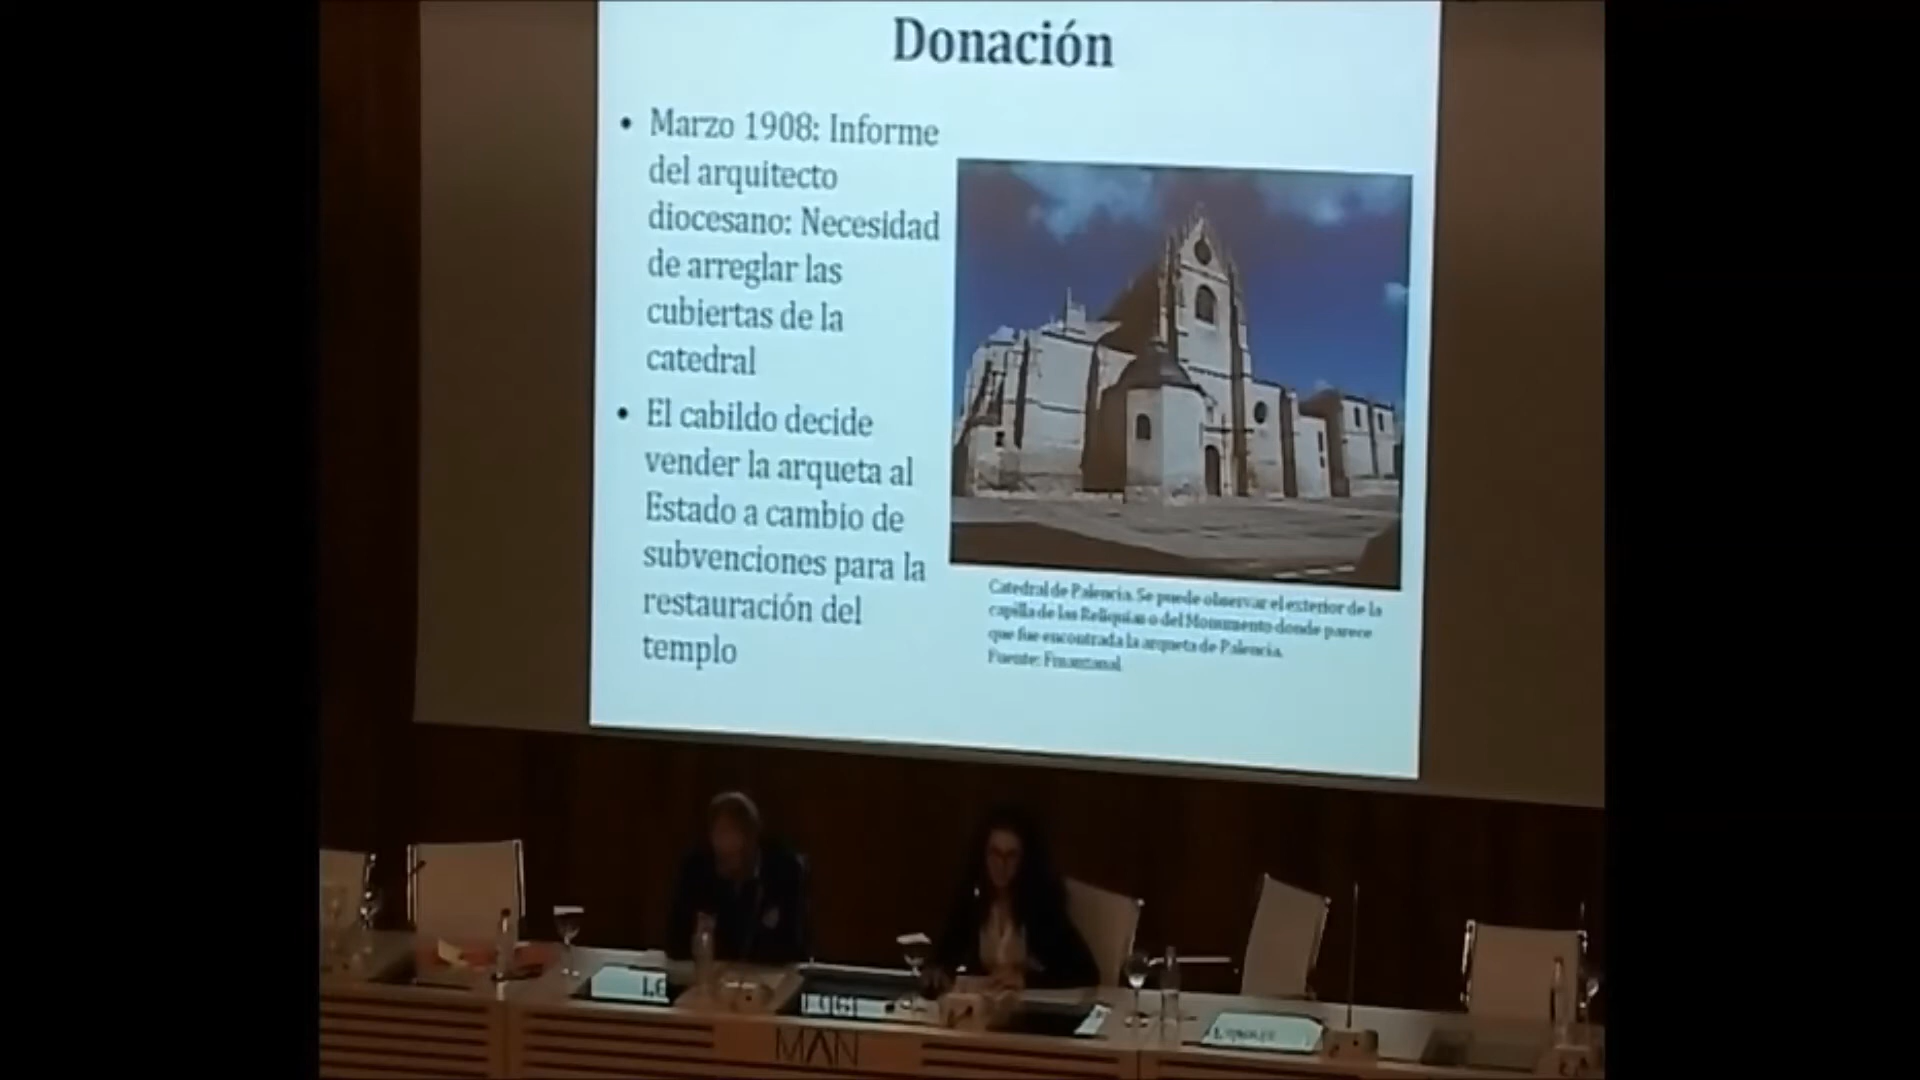 Donación
• Marzo 1908: Informe
del arquitecto
diocesano: Necesidad
de arreglar las
cubiertas de la
catedral
• El cabildo decide
vender la arqueta al
Estado a cambio de
subvenciones para la
restauración del
templo
Catedral de Palencia. Se puede observar el exterior de la
capilla de las Reliquias o del Monumento donde parece
que fue encontrada la arqueta de Palencia.
Fuente: Fmanzanal
MAN